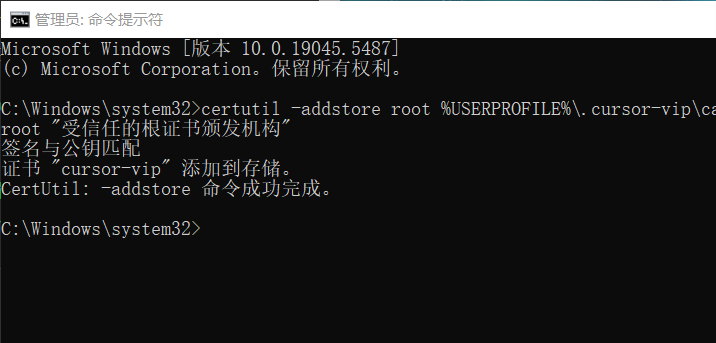 管理员: 命令提示符
Microsoft Windows [版本 10.0.19045.5487]
(c) Microsoft Corporation。保留所有权利。
C:\Windows\system32>certutil -addstore root %USERPROFILE%\.cursor-vip\ca
root "受信任的根证书颁发机构"
签名与公钥匹配
证书 "cursor-vip" 添加到存储。
CertUtil: -addstore 命令成功完成。
C:\Windows\system32>